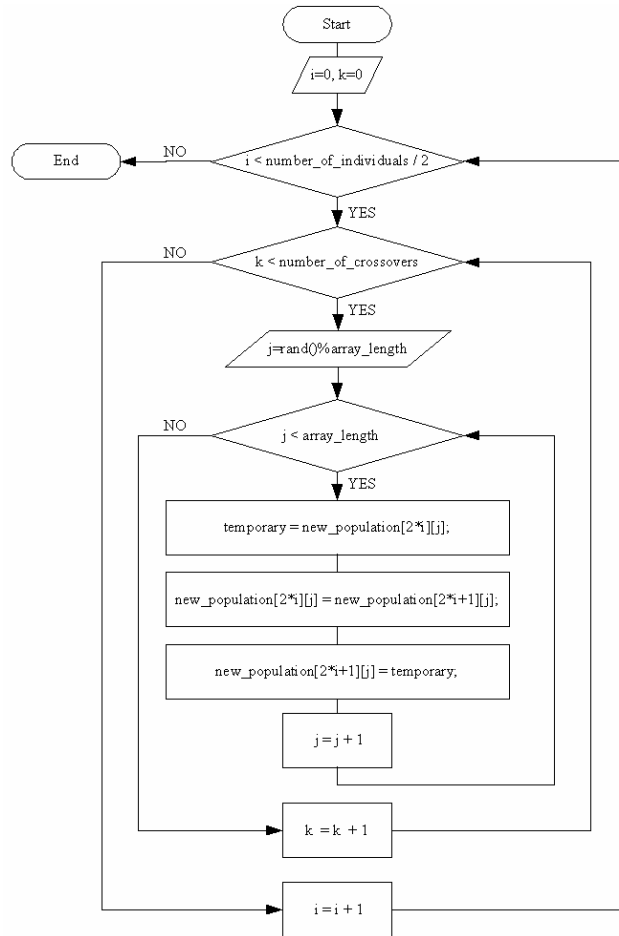 Start
i=0, k=0
End
NO
i < number_of_individuals / 2
YES
NO
k < number_of_crossovers
YES
j=rand()%array_length
NO
j < array_length
YES
temporary = new_population[2*i][j];
new_population[2*i][j] = new_population[2*i+1][j];
new_population[2*i+1][j] = temporary;
j = j + 1
k = k + 1
i = i + 1